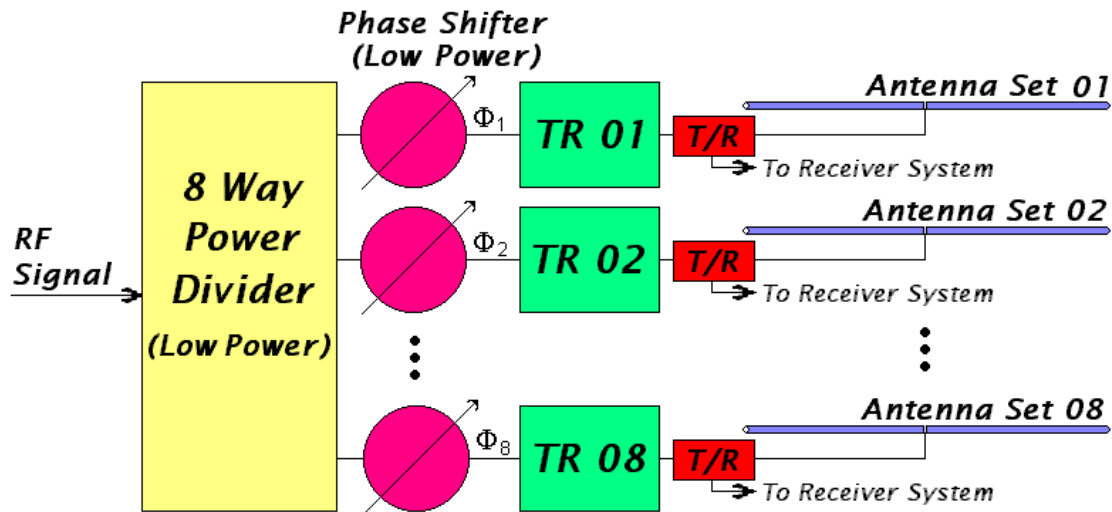 Phase Shifter
(Low Power)
8 Way
Power
Divider
(Low Power)
RF
Signal
Φ1
TR 01
T/R
Antenna Set 01
To Receiver System
Φ2
TR 02
T/R
Antenna Set 02
To Receiver System
Φ8
TR 08
T/R
Antenna Set 08
To Receiver System